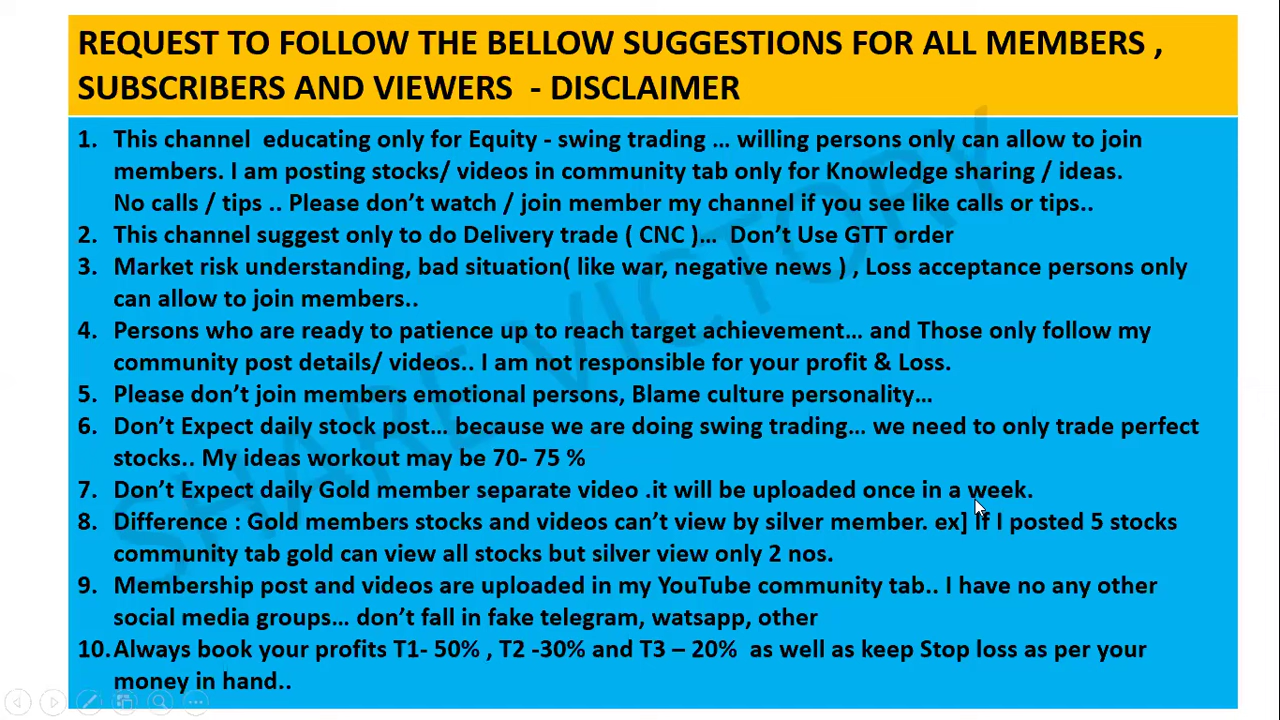 REQUEST TO FOLLOW THE BELLOW SUGGESTIONS FOR ALL MEMBERS ,
SUBSCRIBERS AND VIEWERS - DISCLAIMER
1. This channel educating only for Equity - swing trading ... willing persons only can allow to join
members. I am posting stocks/ videos in community tab only for Knowledge sharing / ideas.
No calls / tips .. Please don't watch / join member my channel if you see like calls or tips..
2. This channel suggest only to do Delivery trade ( CNC )... Don't Use GTT order
3. Market risk understanding, bad situation( like war, negative news ) , Loss acceptance persons only
can allow to join members..
4. Persons who are ready to patience up to reach target achievement... and Those only follow my
community post details/ videos.. I am not responsible for your profit & Loss.
5. Please don't join members emotional persons, Blame culture personality...
6. Don't Expect daily stock post... because we are doing swing trading... we need to only trade perfect
stocks.. My ideas workout may be 70- 75 %
7. Don't Expect daily Gold member separate video .it will be uploaded once in a week.
8. Difference : Gold members stocks and videos can't view by silver member. ex] If I posted 5 stocks
community tab gold can view all stocks but silver view only 2 nos.
9. Membership post and videos are uploaded in my YouTube community tab.. I have no any other
social media groups... don't fall in fake telegram, watsapp, other
10. Always book your profits T1- 50% , T2 -30% and T3 – 20% as well as keep Stop loss as per your
money in hand..
SHARE VICTORY